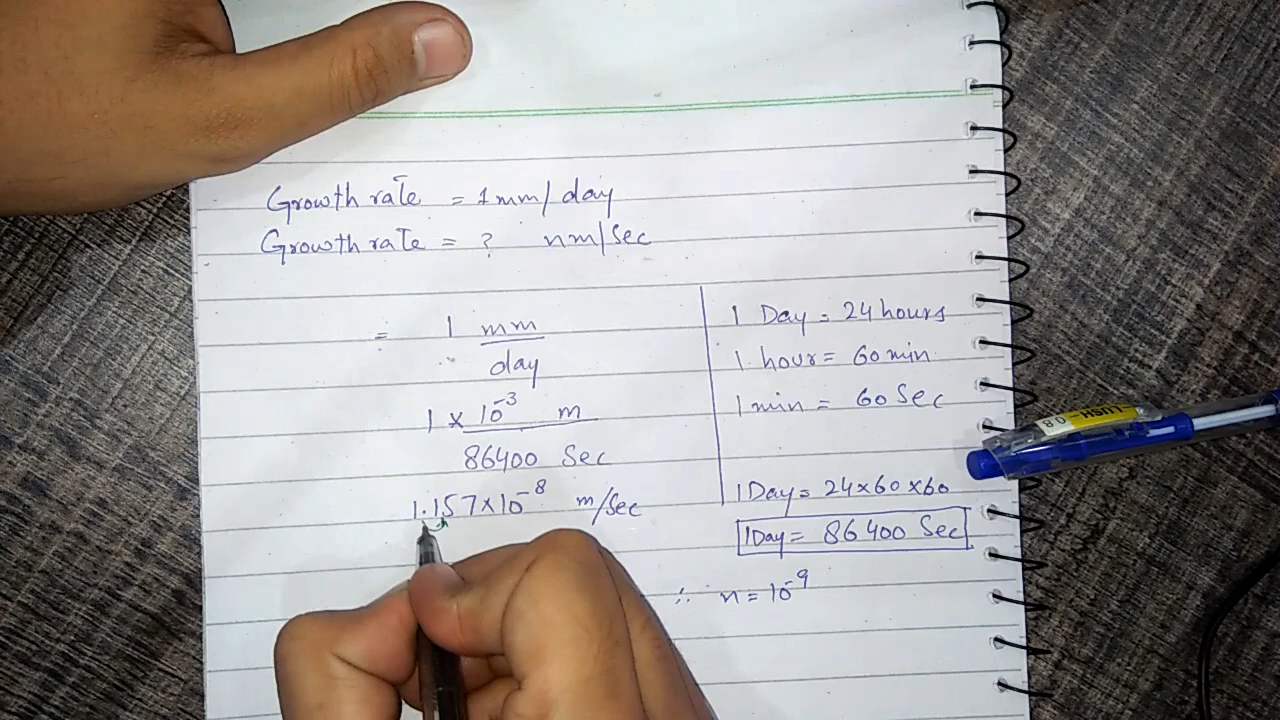 Growth rate = 1 mm/day
Growth rate = ? nm/Sec
= 1 mm
day
1 × 10⁻³ m
86400 Sec
1.157×10⁻⁸ m/Sec
1 Day = 24 hours
1 hour = 60 min
1 min = 60 Sec
1 Day = 24×60×60
1 Day = 86400 Sec
∴ n = 10⁻⁹